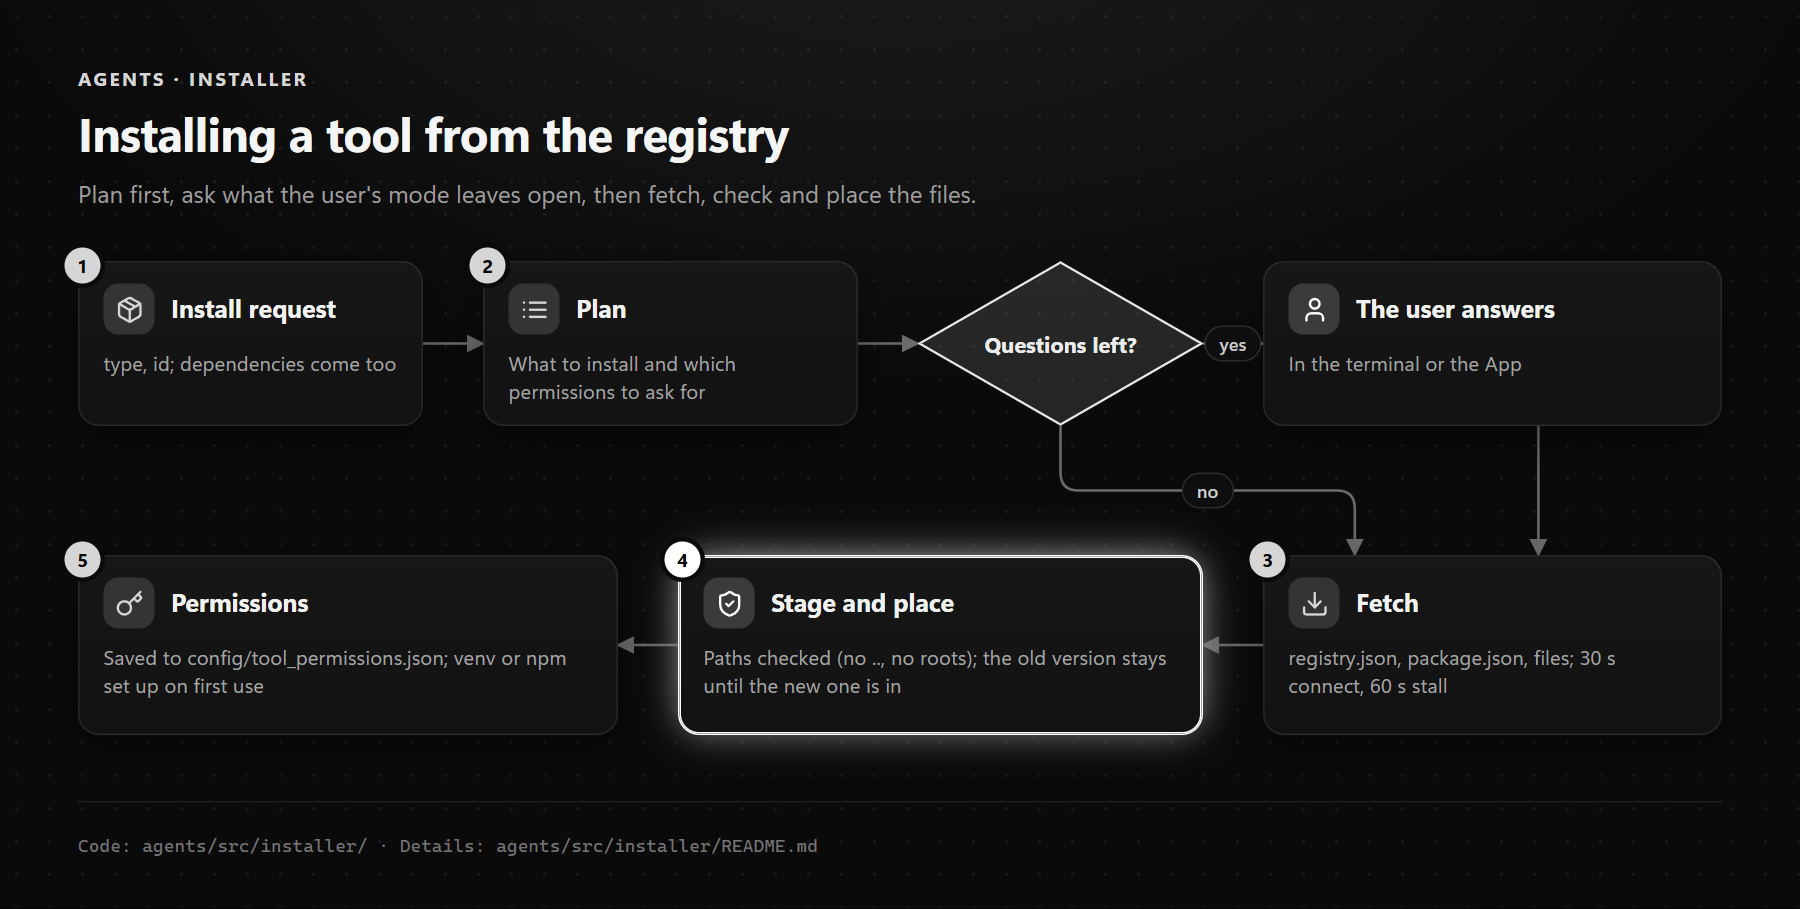 AGENTS · INSTALLER
Installing a tool from the registry
Plan first, ask what the user's mode leaves open, then fetch, check and place the files.
1
Install request
type, id; dependencies come too
2
Plan
What to install and which
permissions to ask for
Questions left?
yes
The user answers
In the terminal or the App
no
3
Fetch
registry.json, package.json, files; 30 s
connect, 60 s stall
4
Stage and place
Paths checked (no .., no roots); the old version stays
until the new one is in
5
Permissions
Saved to config/tool_permissions.json; venv or npm
set up on first use
Code: agents/src/installer/ · Details: agents/src/installer/README.md